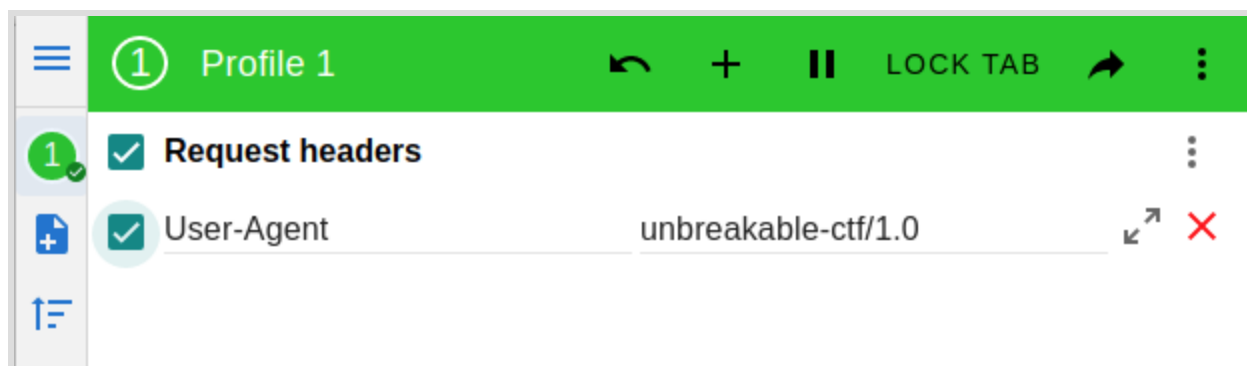 1 Profile 1 LOCK TAB
1 Request headers
User-Agent unbreakable-ctf/1.0